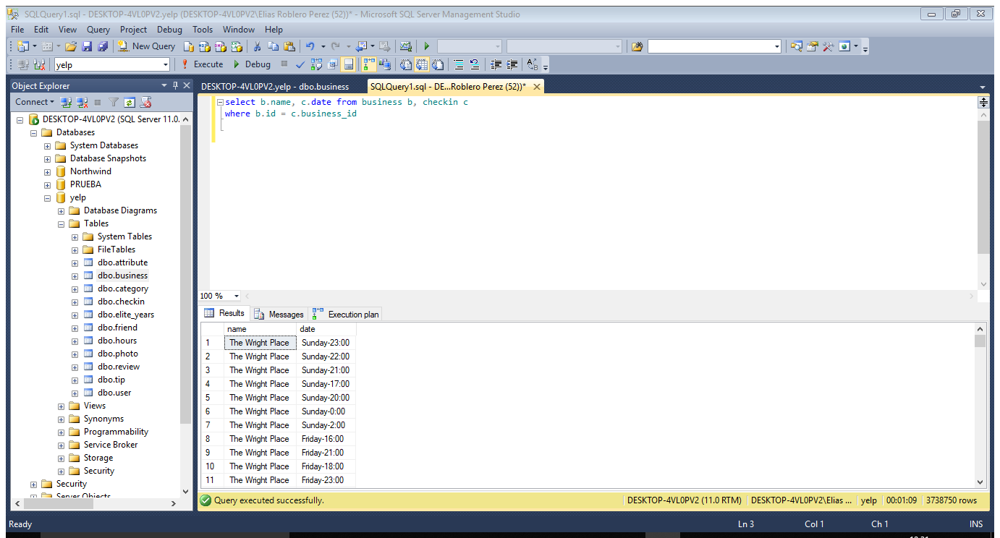 SQLQuery1.sql - DESKTOP-4VL0PV2.yelp (DESKTOP-4VL0PV2\Elias Roblero Perez (52))* - Microsoft SQL Server Management Studio
File Edit View Query Project Debug Tools Window Help
New Query
yelp Execute Debug
Object Explorer
Connect
DESKTOP-4VL0PV2 (SQL Server 11.0.
Databases
System Databases
Database Snapshots
Northwind
PRUEBA
yelp
Database Diagrams
Tables
System Tables
FileTables
dbo.attribute
dbo.business
dbo.category
dbo.checkin
dbo.elite_years
dbo.friend
dbo.hours
dbo.photo
dbo.review
dbo.tip
dbo.user
Views
Synonyms
Programmability
Service Broker
Storage
Security
Security
Server Objects
DESKTOP-4VL0PV2.yelp - dbo.business SQLQuery1.sql - DE...Roblero Perez (52))*
select b.name, c.date from business b, checkin c
where b.id = c.business_id
100 %
Results Messages Execution plan
name date
1 The Wright Place Sunday-23:00
2 The Wright Place Sunday-22:00
3 The Wright Place Sunday-21:00
4 The Wright Place Sunday-17:00
5 The Wright Place Sunday-20:00
6 The Wright Place Sunday-0:00
7 The Wright Place Sunday-2:00
8 The Wright Place Friday-16:00
9 The Wright Place Friday-21:00
10 The Wright Place Friday-18:00
11 The Wright Place Friday-23:00
Query executed successfully. DESKTOP-4VL0PV2 (11.0 RTM) DESKTOP-4VL0PV2\Elias ... yelp 00:01:09 3738750 rows
Ready Ln 3 Col 1 Ch 1 INS